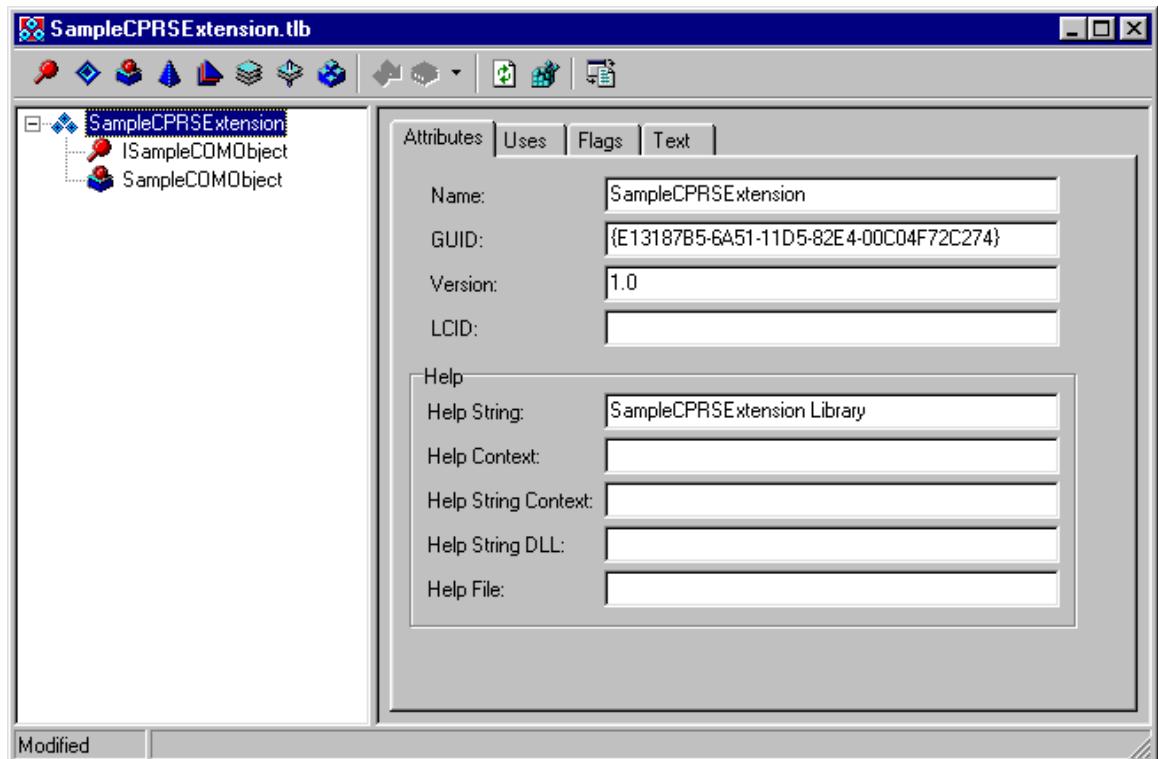 SampleCPRSExtension.tlb
SampleCPRSExtension
ISampleCOMObject
SampleCOMObject
Attributes Uses Flags Text
Name: SampleCPRSExtension
GUID: {E13187B5-6A51-11D5-82E4-00C04F72C274}
Version: 1.0
LCID:
Help
Help String: SampleCPRSExtension Library
Help Context:
Help String Context:
Help String DLL:
Help File:
Modified